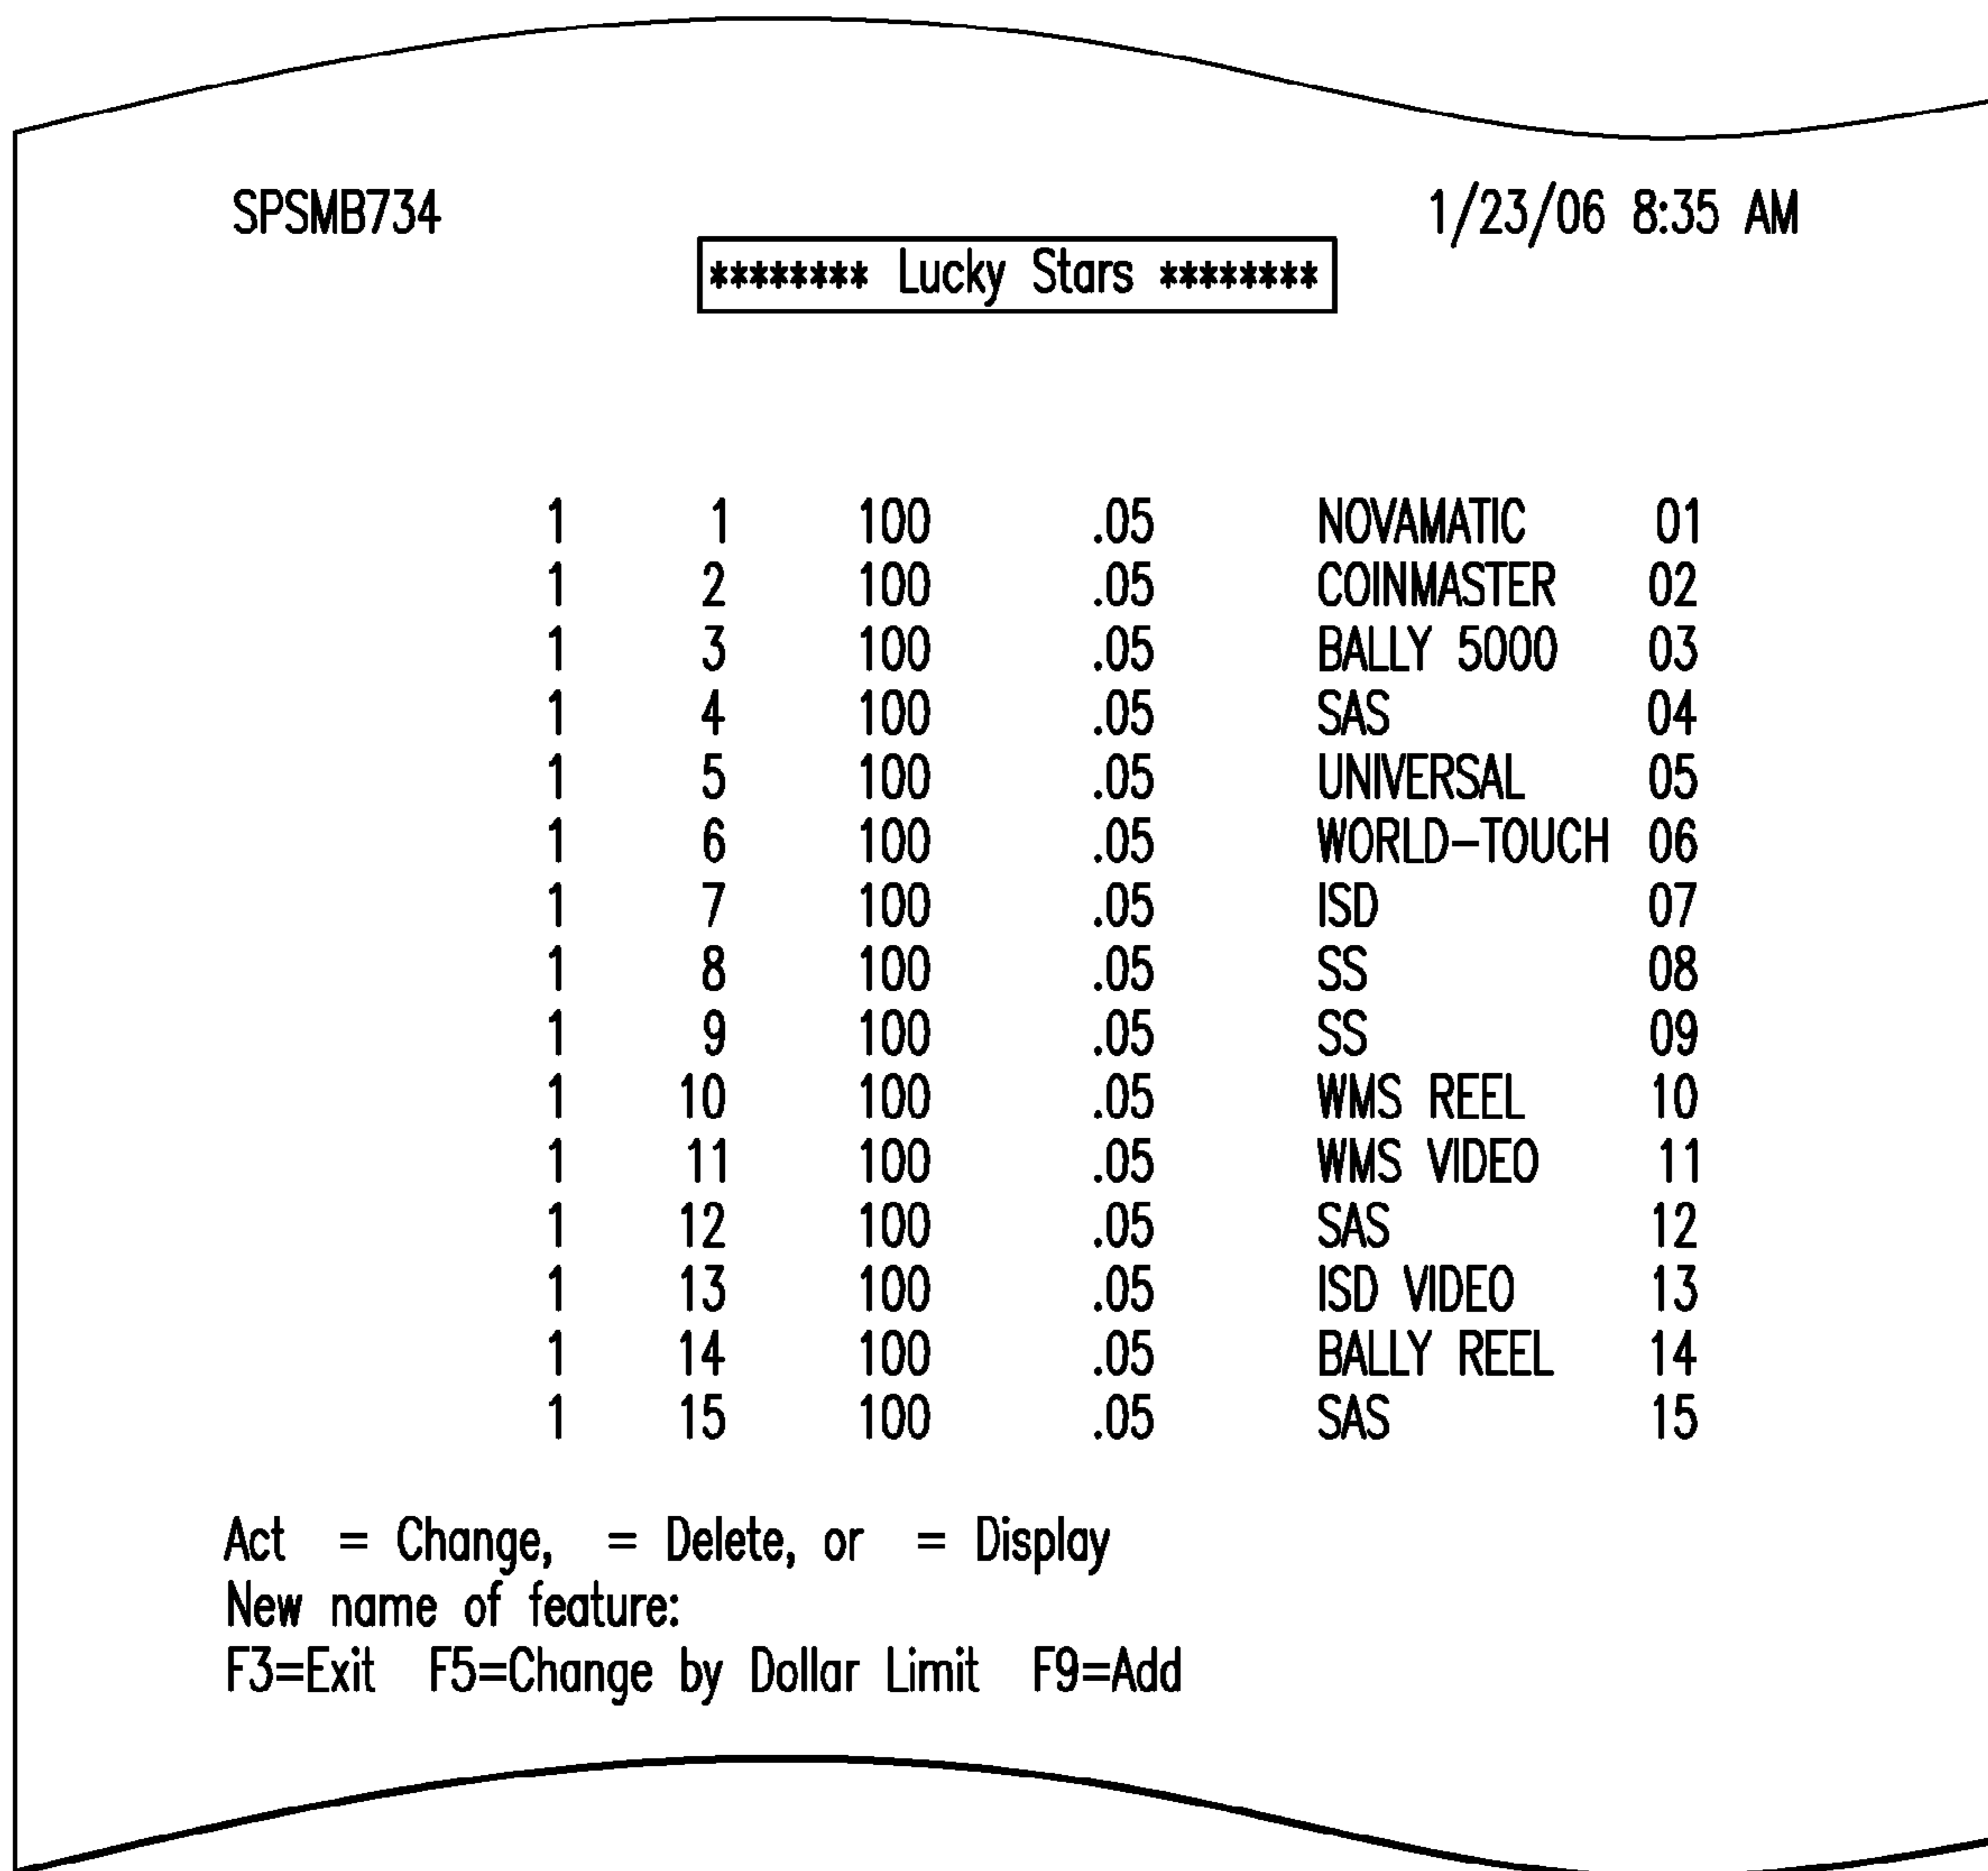 SPSMB734 1/23/06 8:35 AM
******** Lucky Stars ********
1 1 100 .05 NOVAMATIC 01
1 2 100 .05 COINMASTER 02
1 3 100 .05 BALLY 5000 03
1 4 100 .05 SAS 04
1 5 100 .05 UNIVERSAL 05
1 6 100 .05 WORLD-TOUCH 06
1 7 100 .05 ISD 07
1 8 100 .05 SS 08
1 9 100 .05 SS 09
1 10 100 .05 WMS REEL 10
1 11 100 .05 WMS VIDEO 11
1 12 100 .05 SAS 12
1 13 100 .05 ISD VIDEO 13
1 14 100 .05 BALLY REEL 14
1 15 100 .05 SAS 15
Act = Change, = Delete, or = Display
New name of feature:
F3=Exit F5=Change by Dollar Limit F9=Add